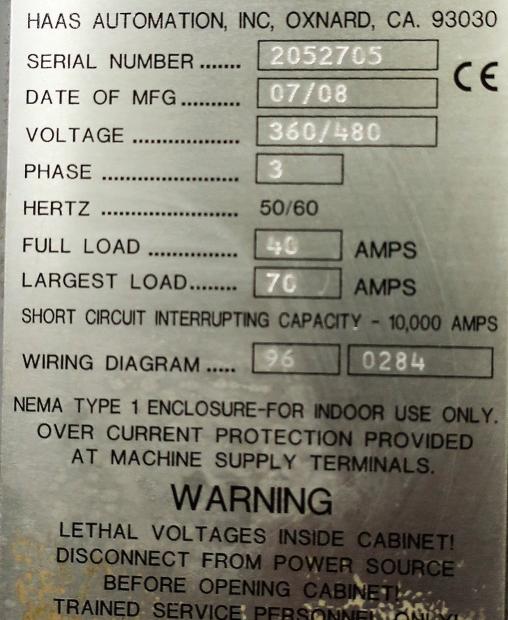 HAAS AUTOMATION, INC, OXNARD, CA. 93030
SERIAL NUMBER ....... 2052705
CE
DATE OF MFG.......... 07/08
VOLTAGE ................ 360/480
PHASE .................... 3
HERTZ .................... 50/60
FULL LOAD .............. 40 AMPS
LARGEST LOAD........ 70 AMPS
SHORT CIRCUIT INTERRUPTING CAPACITY - 10,000 AMPS
WIRING DIAGRAM ..... 96 0284
NEMA TYPE 1 ENCLOSURE-FOR INDOOR USE ONLY.
OVER CURRENT PROTECTION PROVIDED
AT MACHINE SUPPLY TERMINALS.
WARNING
LETHAL VOLTAGES INSIDE CABINET!
DISCONNECT FROM POWER SOURCE
BEFORE OPENING CABINET!
TRAINED SERVICE PERSONNEL ONLY!